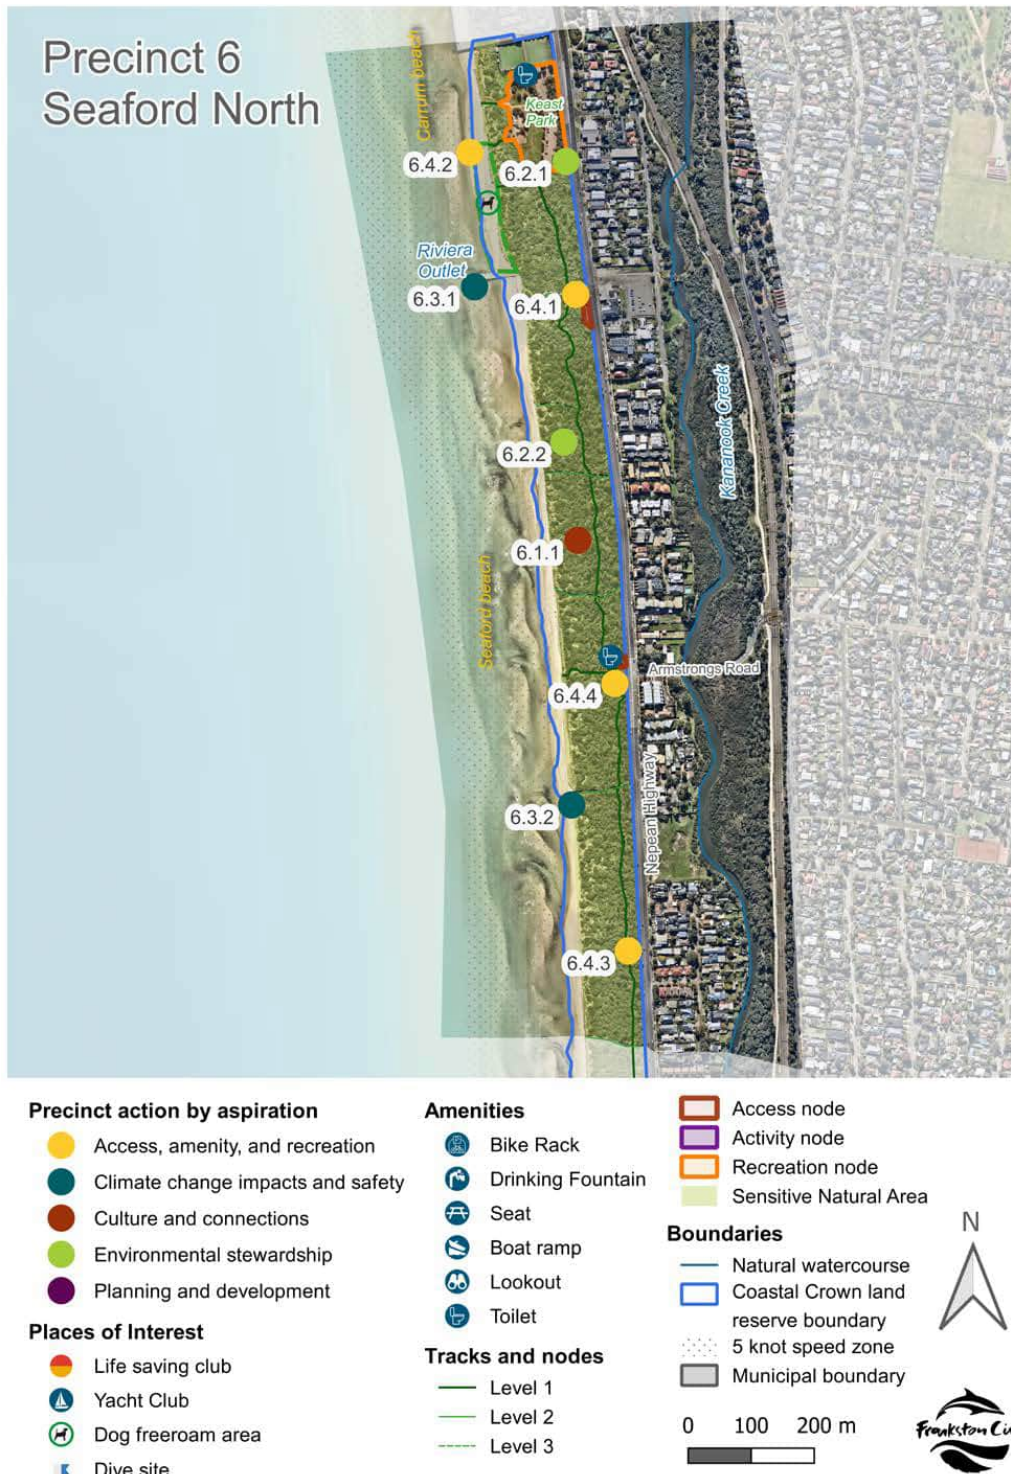 Precinct 6
Seaford North
Carrum beach
Keast
Park
6.4.2
6.2.1
Riviera
Outlet
6.3.1
6.4.1
Kananook Creek
6.2.2
6.1.1
Seaford beach
Armstrongs Road
6.4.4
Nepean Highway
6.3.2
6.4.3
Precinct action by aspiration
Access, amenity, and recreation
Climate change impacts and safety
Culture and connections
Environmental stewardship
Planning and development
Places of Interest
Life saving club
Yacht Club
Dog freeroam area
Dive site
Amenities
Bike Rack
Drinking Fountain
Seat
Boat ramp
Lookout
Toilet
Tracks and nodes
Level 1
Level 2
Level 3
Access node
Activity node
Recreation node
Sensitive Natural Area
Boundaries
Natural watercourse
Coastal Crown land
reserve boundary
5 knot speed zone
Municipal boundary
0 100 200 m
N
Frankston Ci